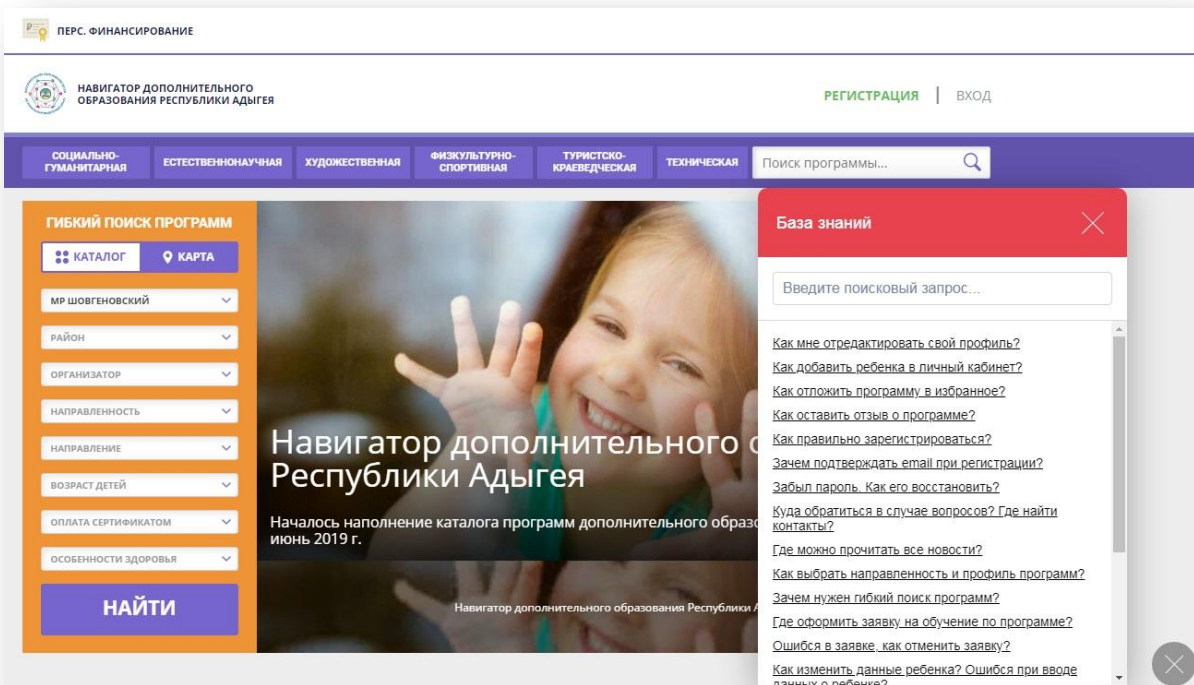 ПЕРС. ФИНАНСИРОВАНИЕ
НАВИГАТОР ДОПОЛНИТЕЛЬНОГО
ОБРАЗОВАНИЯ РЕСПУБЛИКИ АДЫГЕЯ
РЕГИСТРАЦИЯ | ВХОД
СОЦИАЛЬНО-
ГУМАНИТАРНАЯ
ЕСТЕСТВЕННОНАУЧНАЯ
ХУДОЖЕСТВЕННАЯ
ФИЗКУЛЬТУРНО-
СПОРТИВНАЯ
ТУРИСТСКО-
КРАЕВЕДЧЕСКАЯ
ТЕХНИЧЕСКАЯ
Поиск программы...
ГИБКИЙ ПОИСК ПРОГРАММ
КАТАЛОГ
КАРТА
МР ШОВГЕНОВСКИЙ
РАЙОН
ОРГАНИЗАТОР
НАПРАВЛЕННОСТЬ
НАПРАВЛЕНИЕ
ВОЗРАСТ ДЕТЕЙ
ОПЛАТА СЕРТИФИКАТОМ
ОСОБЕННОСТИ ЗДОРОВЬЯ
НАЙТИ
Навигатор дополнительного
Республики Адыгея
Началось наполнение каталога программ дополнительного образо
июнь 2019 г.
Навигатор дополнительного образования Республики
База знаний
Введите поисковый запрос...
Как мне отредактировать свой профиль?
Как добавить ребенка в личный кабинет?
Как отложить программу в избранное?
Как оставить отзыв о программе?
Как правильно зарегистрироваться?
Зачем подтверждать email при регистрации?
Забыл пароль. Как его восстановить?
Куда обратиться в случае вопросов? Где найти
контакты?
Где можно прочитать все новости?
Как выбрать направленность и профиль программ?
Зачем нужен гибкий поиск программ?
Где оформить заявку на обучение по программе?
Ошибся в заявке, как отменить заявку?
Как изменить данные ребенка? Ошибся при вводе
данных о ребенке?